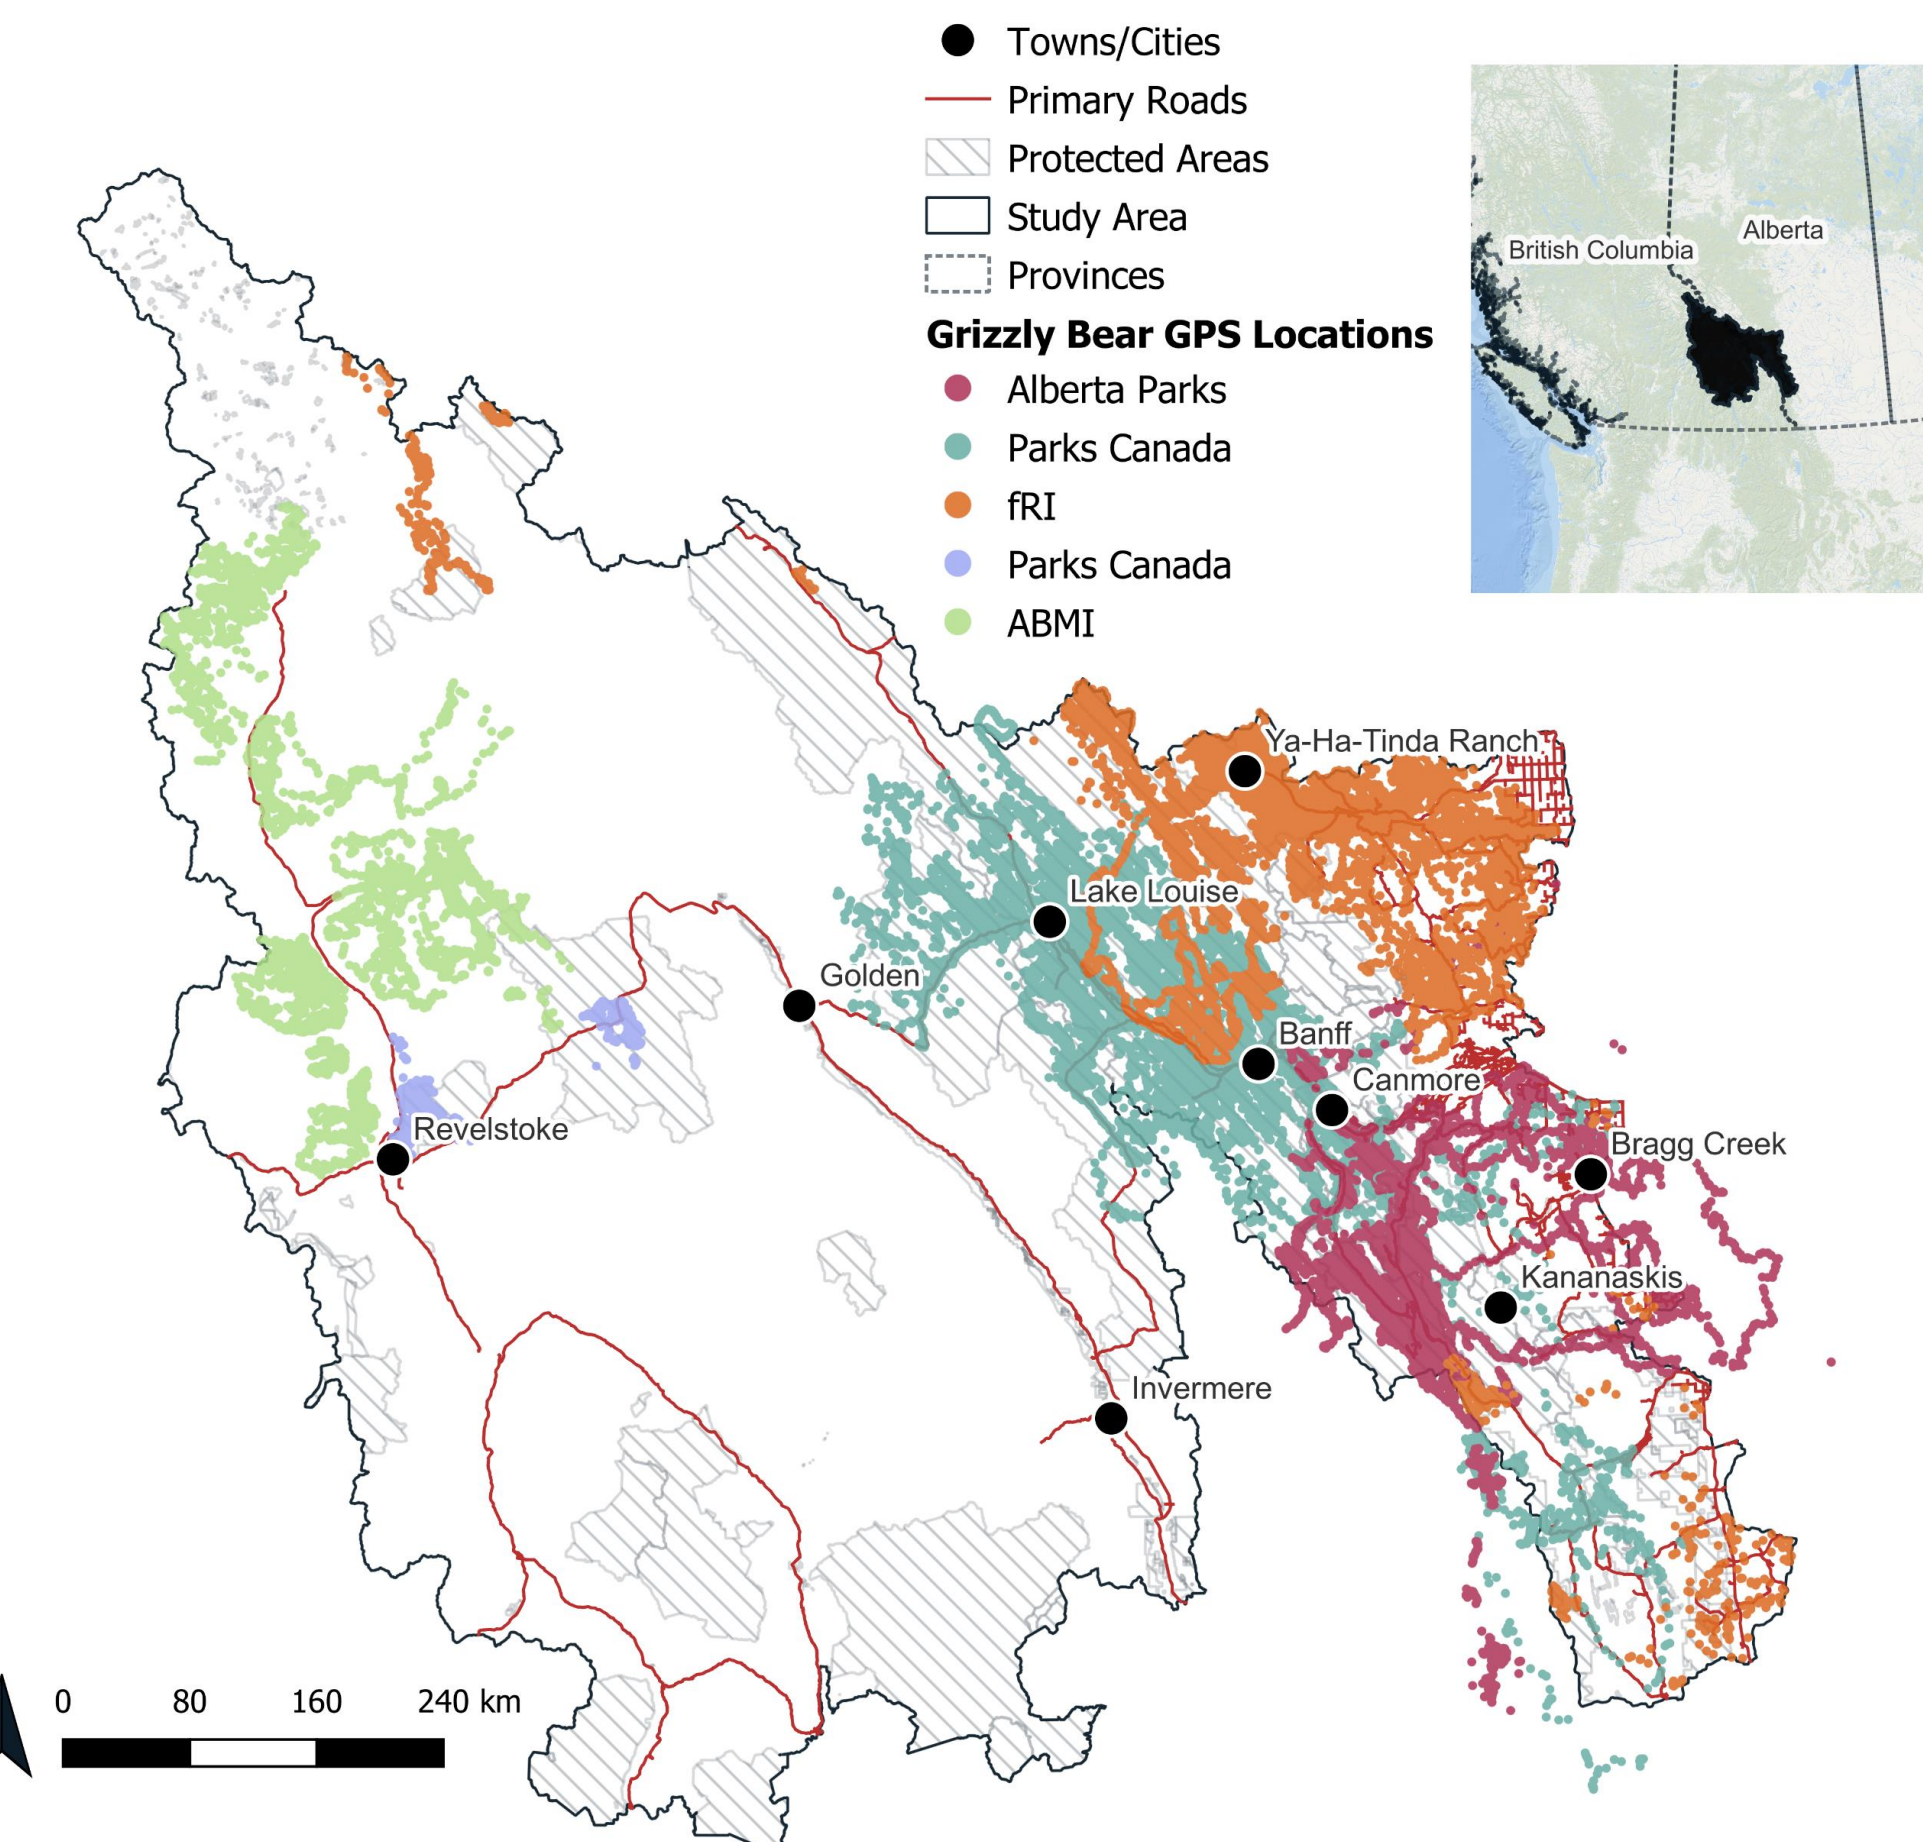 Towns/Cities
Primary Roads
Protected Areas
Study Area
Provinces
Grizzly Bear GPS Locations
Alberta Parks
Parks Canada
fRI
Parks Canada
ABMI
British Columbia
Alberta
Ya-Ha-Tinda Ranch
Lake Louise
Golden
Banff
Canmore
Revelstoke
Bragg Creek
Kananaskis
Invermere
0 80 160 240 km